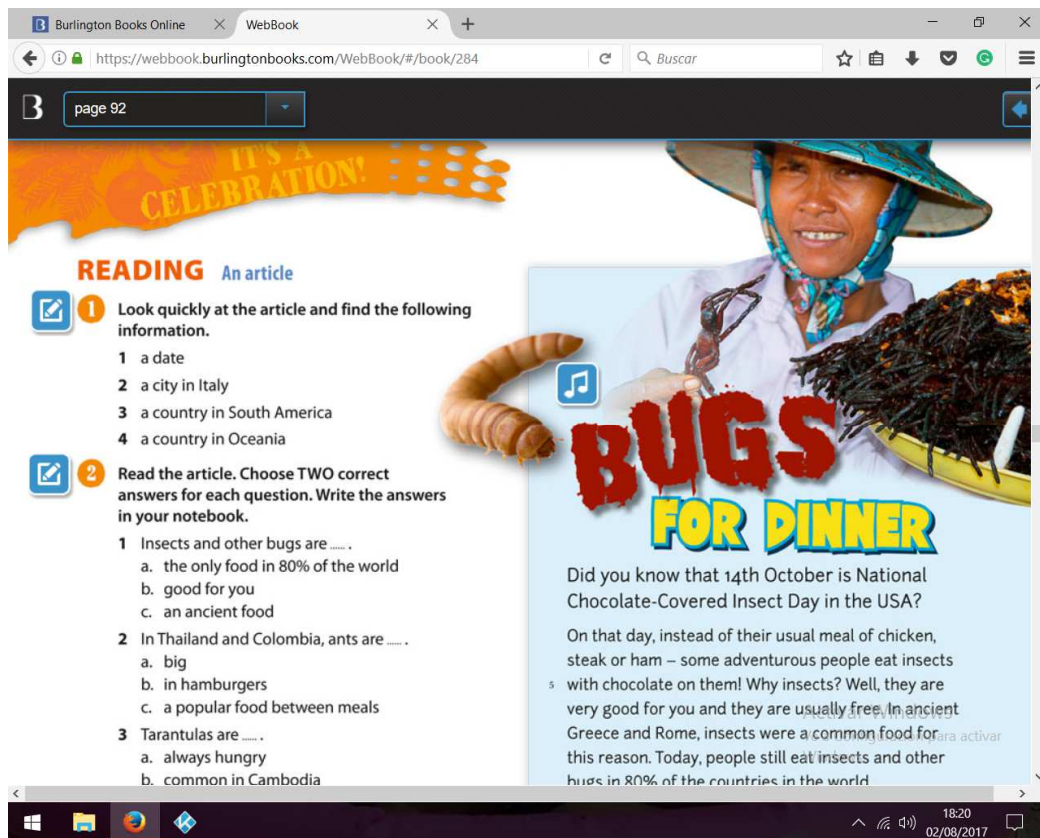 Burlington Books Online
WebBook
https://webbook.burlingtonbooks.com/WebBook/#/book/284
Buscar
B
page 92
IT'S A
CELEBRATION!
READING An article
1 Look quickly at the article and find the following
information.
1 a date
2 a city in Italy
3 a country in South America
4 a country in Oceania
2 Read the article. Choose TWO correct
answers for each question. Write the answers
in your notebook.
1 Insects and other bugs are ...... .
a. the only food in 80% of the world
b. good for you
c. an ancient food
2 In Thailand and Colombia, ants are ...... .
a. big
b. in hamburgers
c. a popular food between meals
3 Tarantulas are ...... .
a. always hungry
b. common in Cambodia
BUGS
FOR DINNER
Did you know that 14th October is National
Chocolate-Covered Insect Day in the USA?
On that day, instead of their usual meal of chicken,
steak or ham – some adventurous people eat insects
5 with chocolate on them! Why insects? Well, they are
very good for you and they are usually free. In ancient
Greece and Rome, insects were a common food for
this reason. Today, people still eat insects and other
bugs in 80% of the countries in the world.
Activar Windows
para activar
Windows.
18:20
02/08/2017